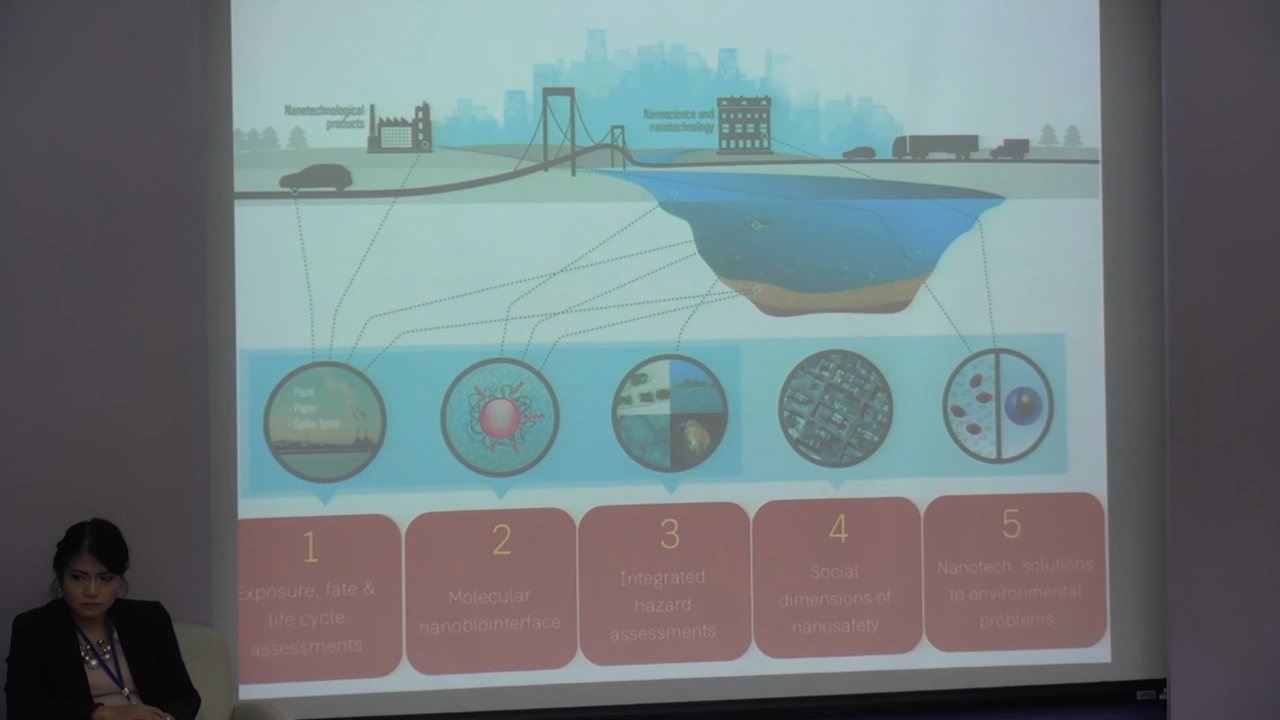 Nanotechnological
products
Nanoscience and
nanotechnology
- Paint
- Paper
- Spike tyres
1
Exposure, fate &
life cycle
assessments
2
Molecular
nanobiointerface
3
Integrated
hazard
assessments
4
Social
dimensions of
nanosafety
5
Nanotech solutions
to environmental
problems